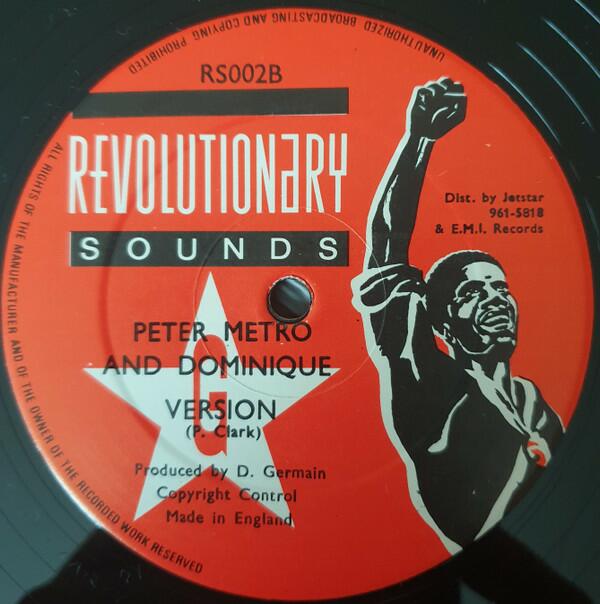 UNAUTHORIZED BROADCASTING AND COPYING PROHIBITED
RS002B
REVOLUTIONARY
SOUNDS
Dist. by Jetstar
961-5818
& E.M.I. Records
G
PETER METRO
AND DOMINIQUE
VERSION
(P. Clark)
Produced by D. Germain
Copyright Control
Made in England
ALL RIGHTS OF THE MANUFACTURER AND OF THE OWNER OF THE RECORDED WORK RESERVED